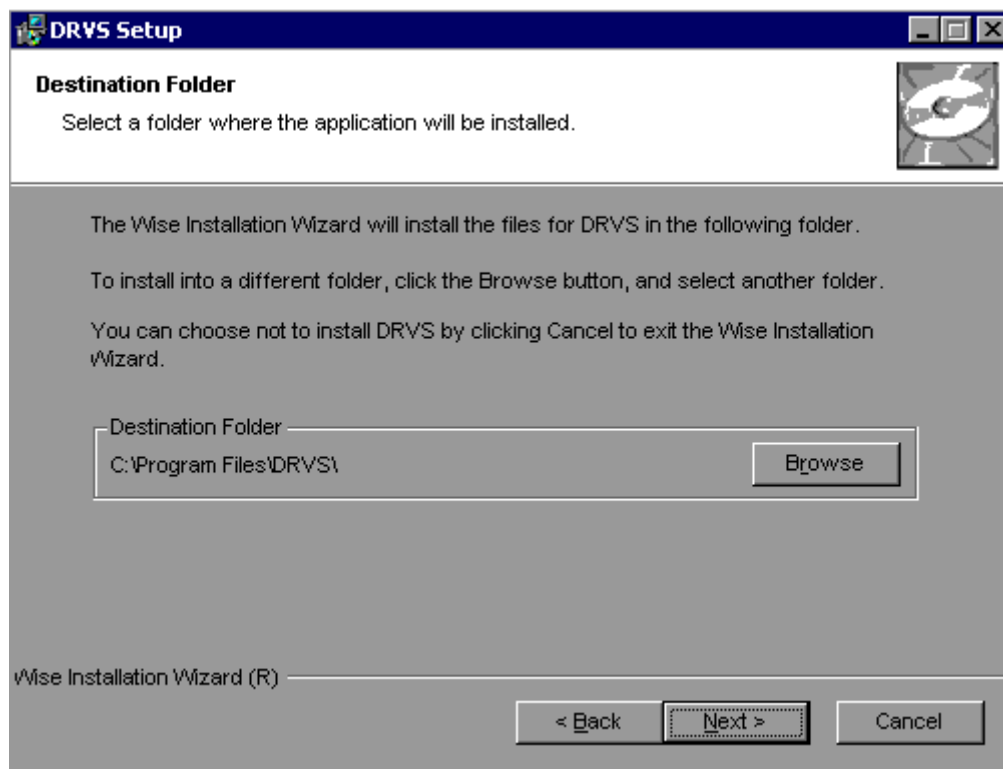 DRVS Setup
Destination Folder
Select a folder where the application will be installed.
The Wise Installation Wizard will install the files for DRVS in the following folder.
To install into a different folder, click the Browse button, and select another folder.
You can choose not to install DRVS by clicking Cancel to exit the Wise Installation
Wizard.
Destination Folder
C:\Program Files\DRVS\
Browse
Wise Installation Wizard (R)
< Back
Next >
Cancel